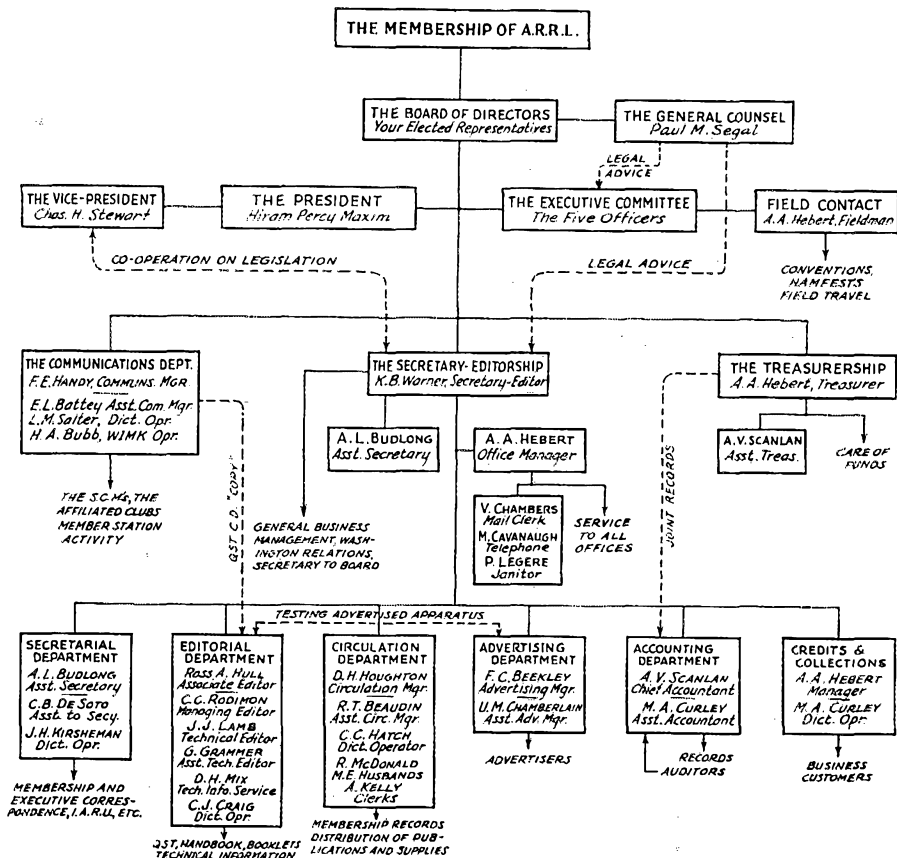 THE MEMBERSHIP OF A.R.R.L.
THE BOARD OF DIRECTORS
Your Elected Representatives
THE GENERAL COUNSEL
Paul M. Segal
LEGAL
ADVICE
THE VICE-PRESIDENT
Chas. H. Stewart
THE PRESIDENT
Hiram Percy Maxim
THE EXECUTIVE COMMITTEE
The Five Officers
FIELD CONTACT
A.A. Hebert, Fieldman
CO-OPERATION ON LEGISLATION
LEGAL ADVICE
CONVENTIONS,
HAMFESTS
FIELD TRAVEL
THE COMMUNICATIONS DEPT.
F.E. HANDY, COMMUNS. MGR.
E.L. Battey Asst. Com. Mgr.
L.M. Salter, Dict. Opr.
H.A. Bubb, W1MK Opr.
THE SECRETARY-EDITORSHIP
K.B. Warner, Secretary-Editor
THE TREASURERSHIP
A.A. Hebert, Treasurer
A.L. BUDLONG
Asst. Secretary
A.A. HEBERT
Office Manager
A.V. SCANLAN
Asst. Treas.
CARE OF
FUNDS
THE S.C.M's, THE
AFFILIATED CLUBS
MEMBER STATION
ACTIVITY
QST C.D. "COPY"
GENERAL BUSINESS
MANAGEMENT, WASH-
INGTON RELATIONS,
SECRETARY TO BOARD
V. CHAMBERS
Mail Clerk
M. CAVANAUGH
Telephone
P. LEGERE
Janitor
SERVICE
TO ALL
OFFICES
JOINT RECORDS
TESTING ADVERTISED APPARATUS
SECRETARIAL
DEPARTMENT
A.L. BUDLONG
Asst. Secretary
C.B. DE SOTO
Asst. to Secy.
J.H. KIRSHEMAN
Dict. Opr.
MEMBERSHIP AND
EXECUTIVE CORRES-
PONDENCE, I.A.R.U., ETC.
EDITORIAL
DEPARTMENT
Ross A. HULL
Associate Editor
C.C. RODIMON
Managing Editor
J.J. LAMB
Technical Editor
G. GRAMMER
Asst. Tech. Editor
D.H. MIX
Tech. Info. Service
C.J. CRAIG
Dict. Opr.
QST, HANDBOOK, BOOKLETS
TECHNICAL INFORMATION
CIRCULATION
DEPARTMENT
D.H. HOUGHTON
Circulation Mgr.
R.T. BEAUDIN
Asst. Circ. Mgr.
C.C. HATCH
Dict. Operator
R. McDONALD
M.E. HUSBANDS
A. KELLY
Clerks
MEMBERSHIP RECORDS
DISTRIBUTION OF PUB-
LICATIONS AND SUPPLIES
ADVERTISING
DEPARTMENT
F.C. BEEKLEY
Advertising Mgr.
U.M. CHAMBERLAIN
Asst. Adv. Mgr.
ADVERTISERS
ACCOUNTING
DEPARTMENT
A.V. SCANLAN
Chief Accountant
M.A. CURLEY
Asst. Accountant
RECORDS
AUDITORS
CREDITS &
COLLECTIONS
A.A. HEBERT
Manager
M.A. CURLEY
Dict. Opr.
BUSINESS
CUSTOMERS